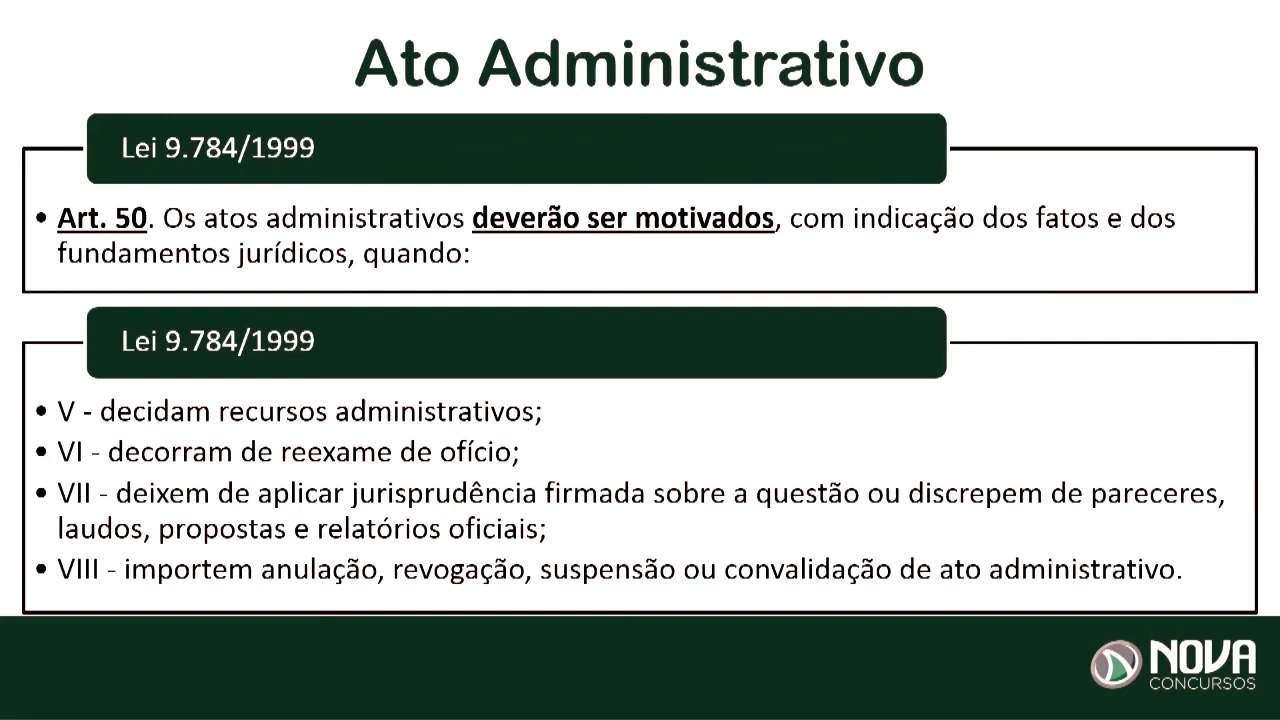 Ato Administrativo
Lei 9.784/1999
• Art. 50. Os atos administrativos deverão ser motivados, com indicação dos fatos e dos
fundamentos jurídicos, quando:
Lei 9.784/1999
• V - decidam recursos administrativos;
• VI - decorram de reexame de ofício;
• VII - deixem de aplicar jurisprudência firmada sobre a questão ou discrepem de pareceres,
laudos, propostas e relatórios oficiais;
• VIII - importem anulação, revogação, suspensão ou convalidação de ato administrativo.
NOVA
CONCURSOS